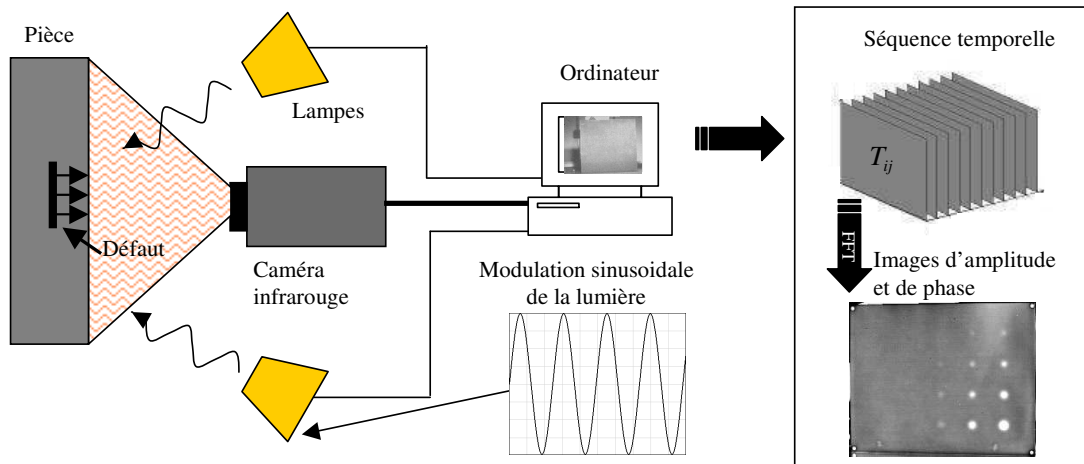 Pièce
Lampes
Défaut
Caméra
infrarouge
Ordinateur
Modulation sinusoidale
de la lumière
Séquence temporelle
Tij
FFT
Images d’amplitude
et de phase